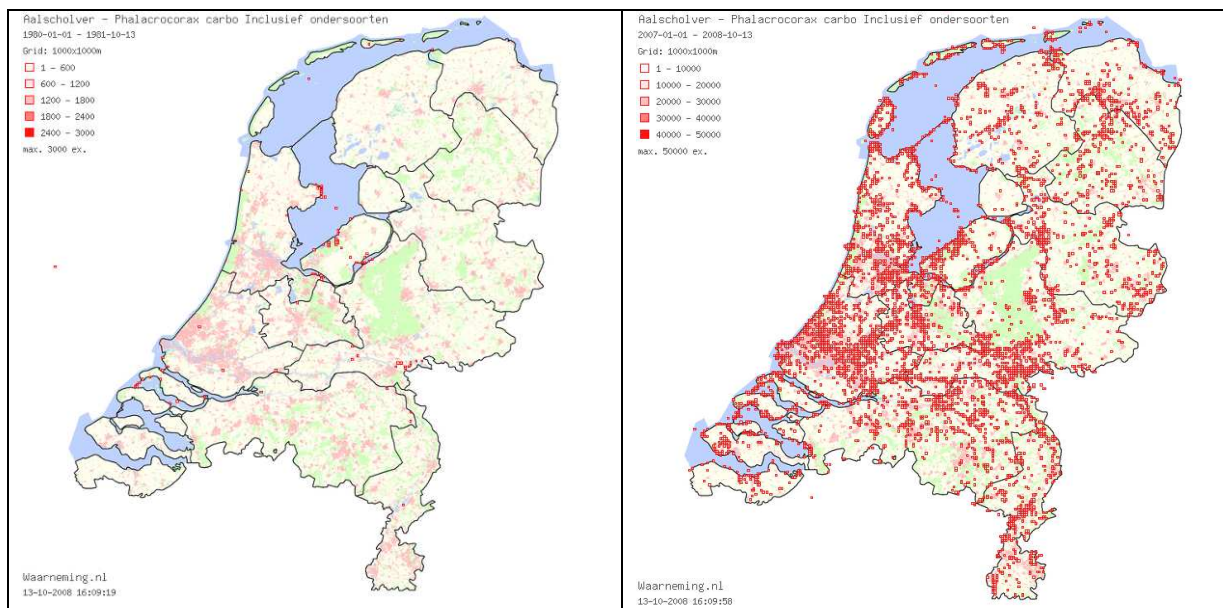 Aalscholver - Phalacrocorax carbo Inclusief ondersoorten
1980-01-01 - 1981-10-13
Grid: 1000x1000m
1 - 600
600 - 1200
1200 - 1800
1800 - 2400
2400 - 3000
max. 3000 ex.
Waarneming.nl
13-10-2008 16:09:19
Aalscholver - Phalacrocorax carbo Inclusief ondersoorten
2007-01-01 - 2008-10-13
Grid: 1000x1000m
1 - 10000
10000 - 20000
20000 - 30000
30000 - 40000
40000 - 50000
max. 50000 ex.
Waarneming.nl
13-10-2008 16:09:58